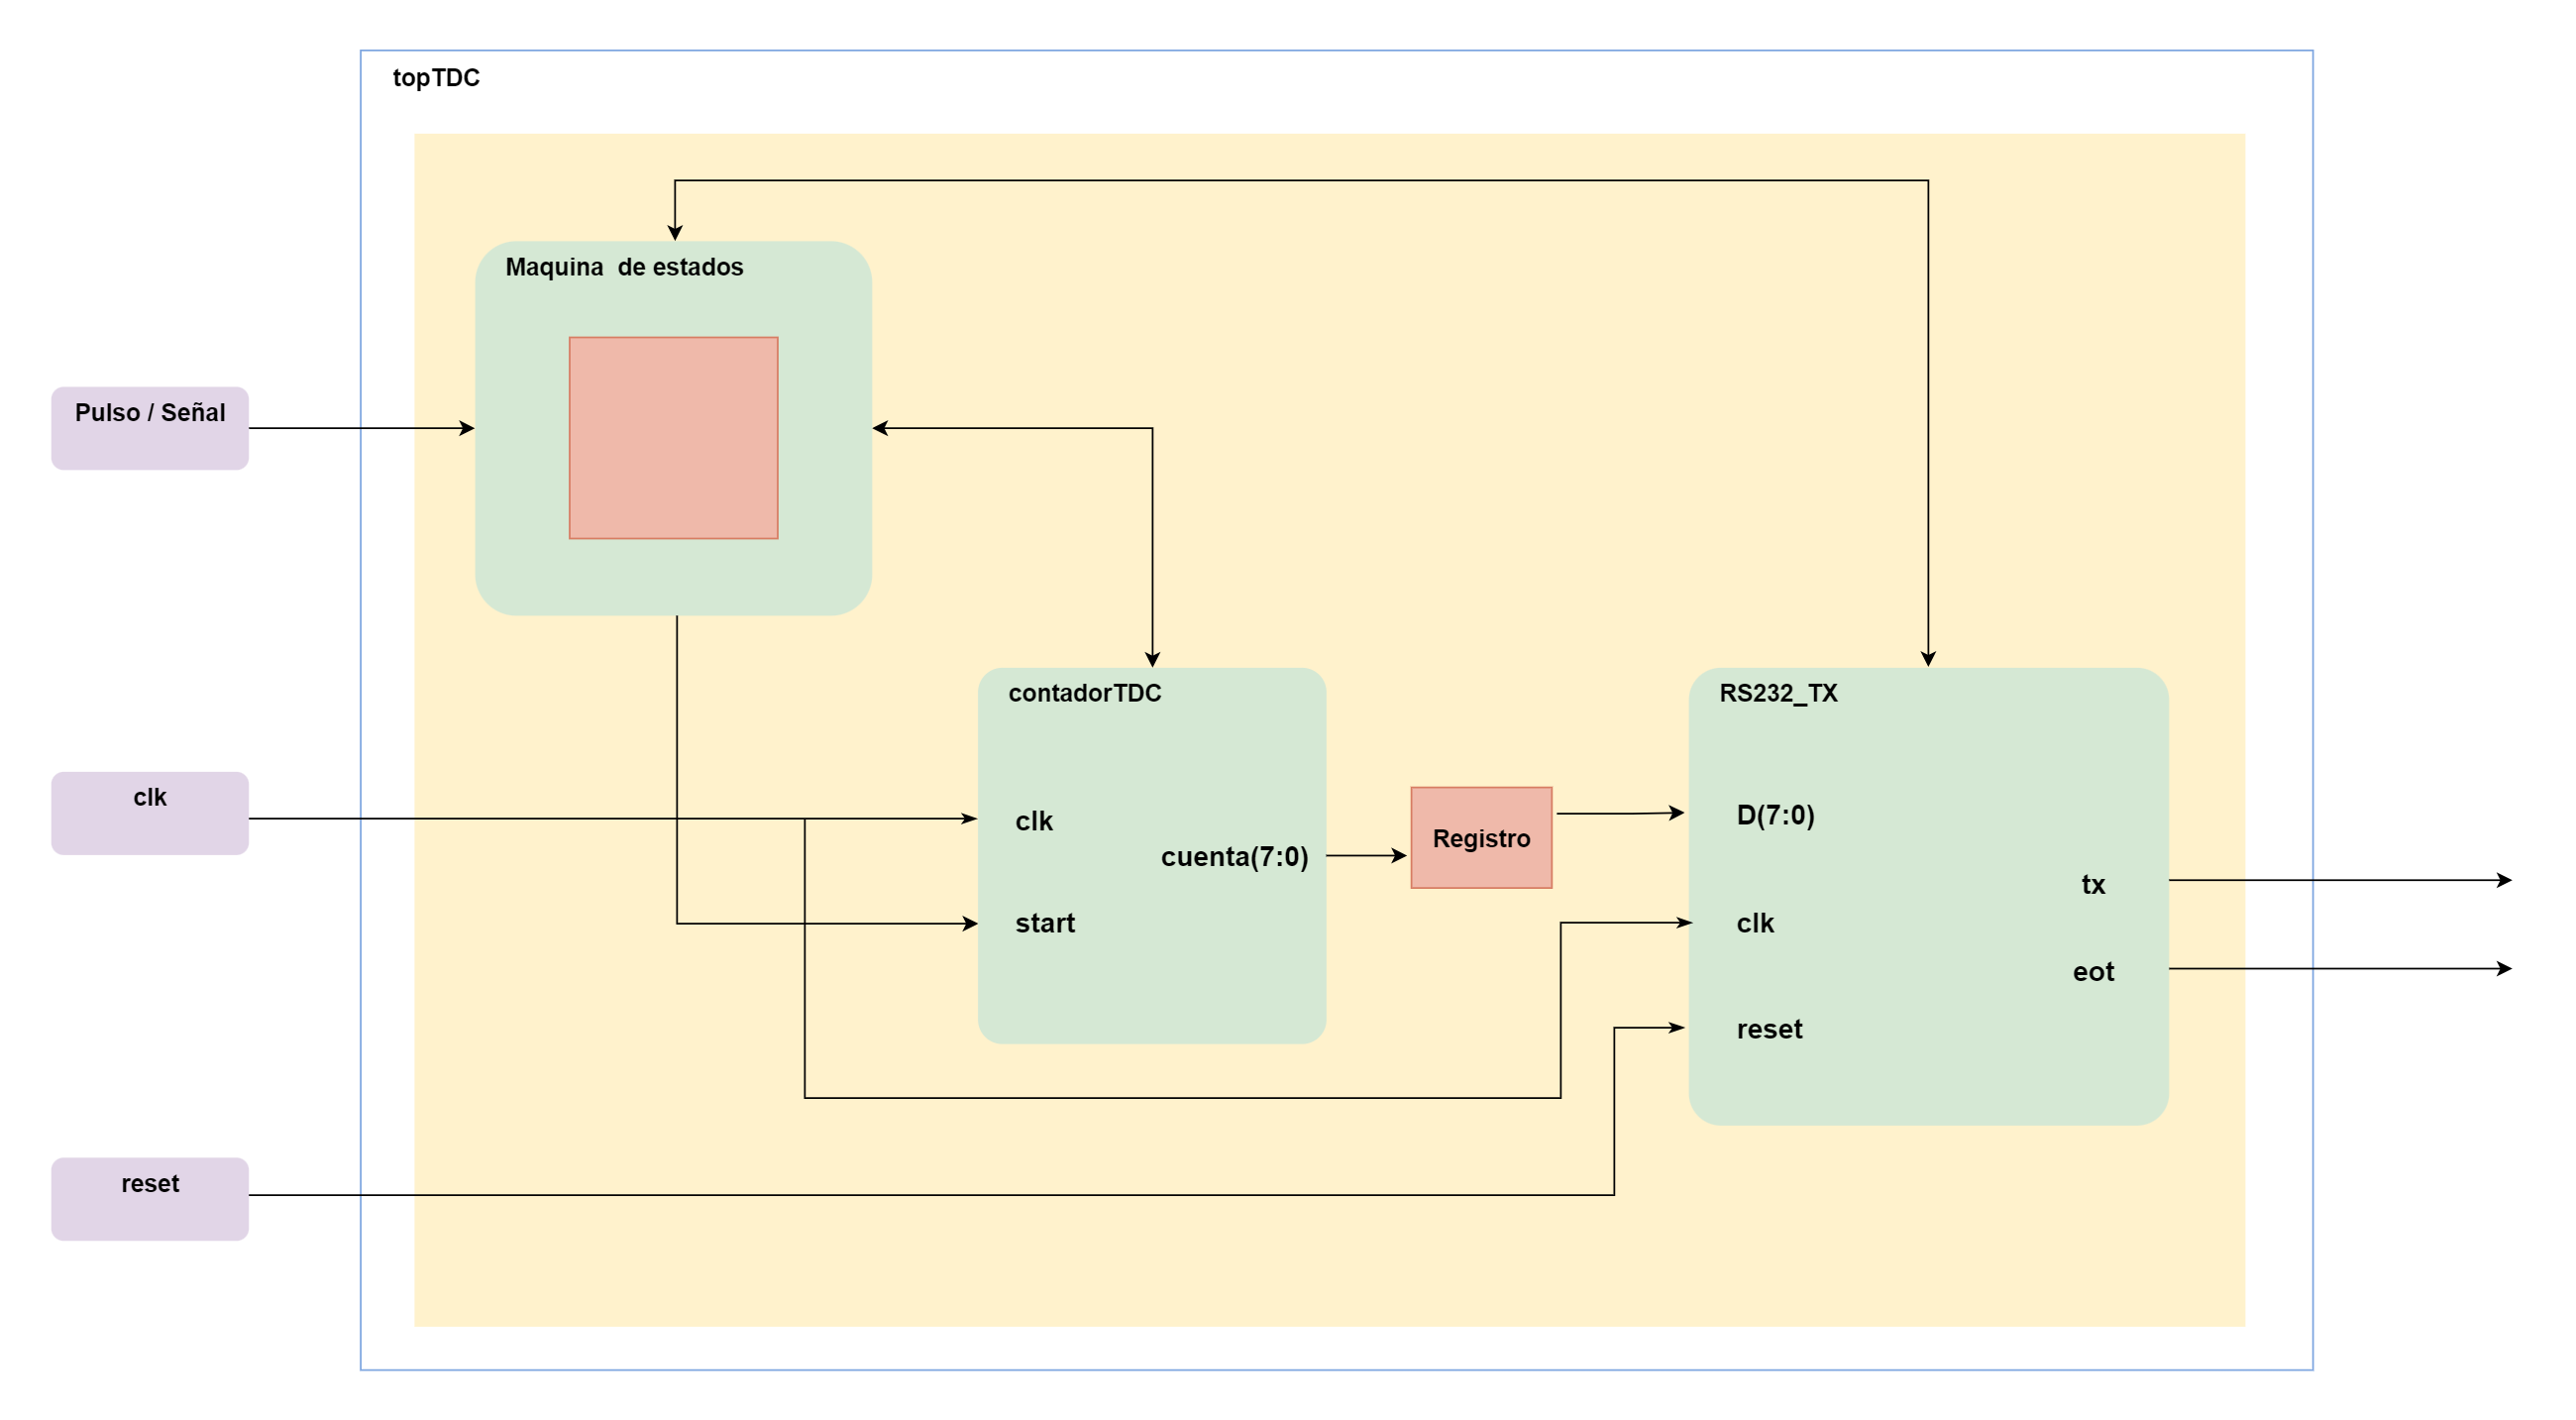 topTDC
Maquina  de estados
Pulso / Señal
contadorTDC
RS232_TX
clk
clk
D(7:0)
Registro
cuenta(7:0)
tx
start
clk
eot
reset
reset